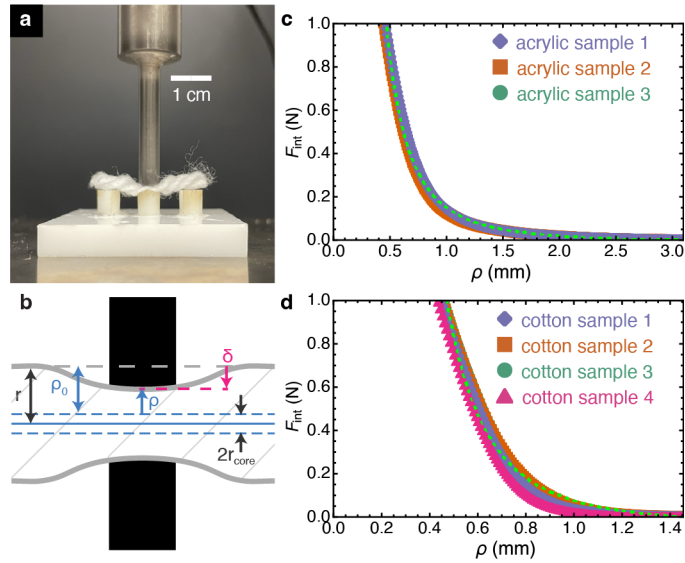 a
1 cm
b
δ
r
ρ0
ρ
2rcore
c
acrylic sample 1
acrylic sample 2
acrylic sample 3
1.0
0.8
0.6
0.4
0.2
0.0
Fint (N)
0.0 0.5 1.0 1.5 2.0 2.5 3.0
ρ (mm)
d
cotton sample 1
cotton sample 2
cotton sample 3
cotton sample 4
1.0
0.8
0.6
0.4
0.2
0.0
Fint (N)
0.0 0.2 0.4 0.6 0.8 1.0 1.2 1.4
ρ (mm)